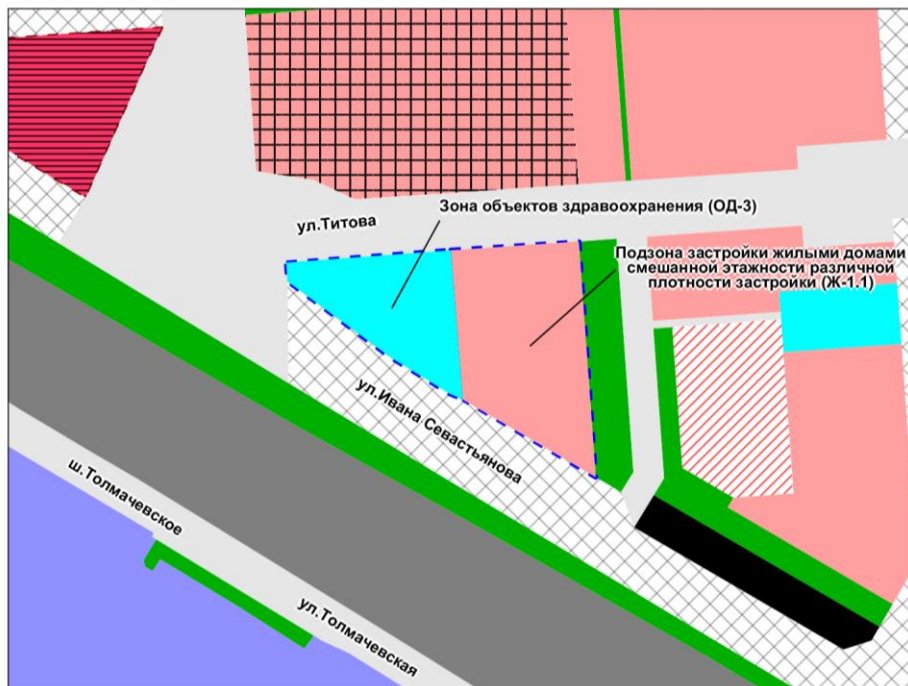 Зона объектов здравоохранения (ОД-3)
ул.Титова
Подзона застройки жилыми домами
смешанной этажности различной
плотности застройки (Ж-1.1)
ул.Ивана Севастьянова
ш.Толмачевское
ул.Толмачевская